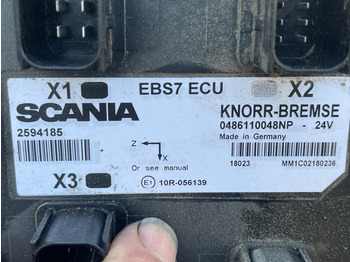 X1 EBS7 ECU X2
SCANIA KNORR-BREMSE
2594185 0486110048NP - 24V
Made in Germany
Z
X
Or see manual
18023 MM1C02180236
X3 E1 10R-056139